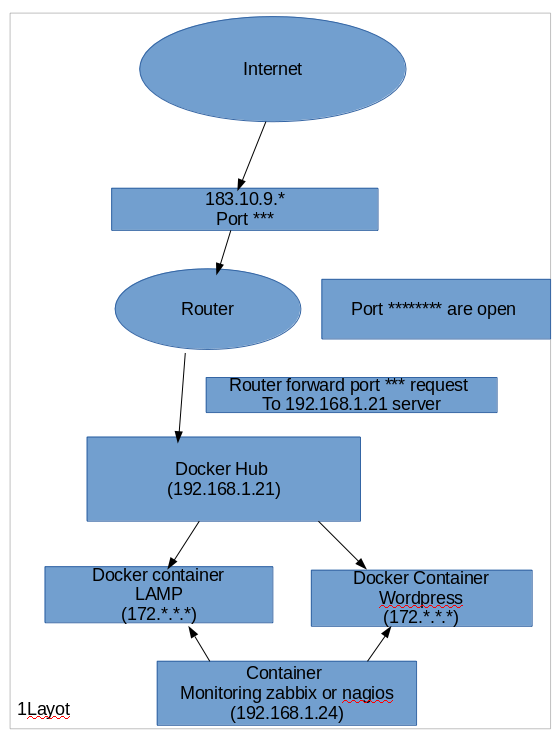 Internet
183.10.9.*
Port ***
Router
Port ******** are open
Router forward port *** request
To 192.168.1.21 server
Docker Hub
(192.168.1.21)
Docker container
LAMP
(172.*.*.*)
Docker Container
Wordpress
(172.*.*.*)
Container
Monitoring zabbix or nagios
(192.168.1.24)
1Layot